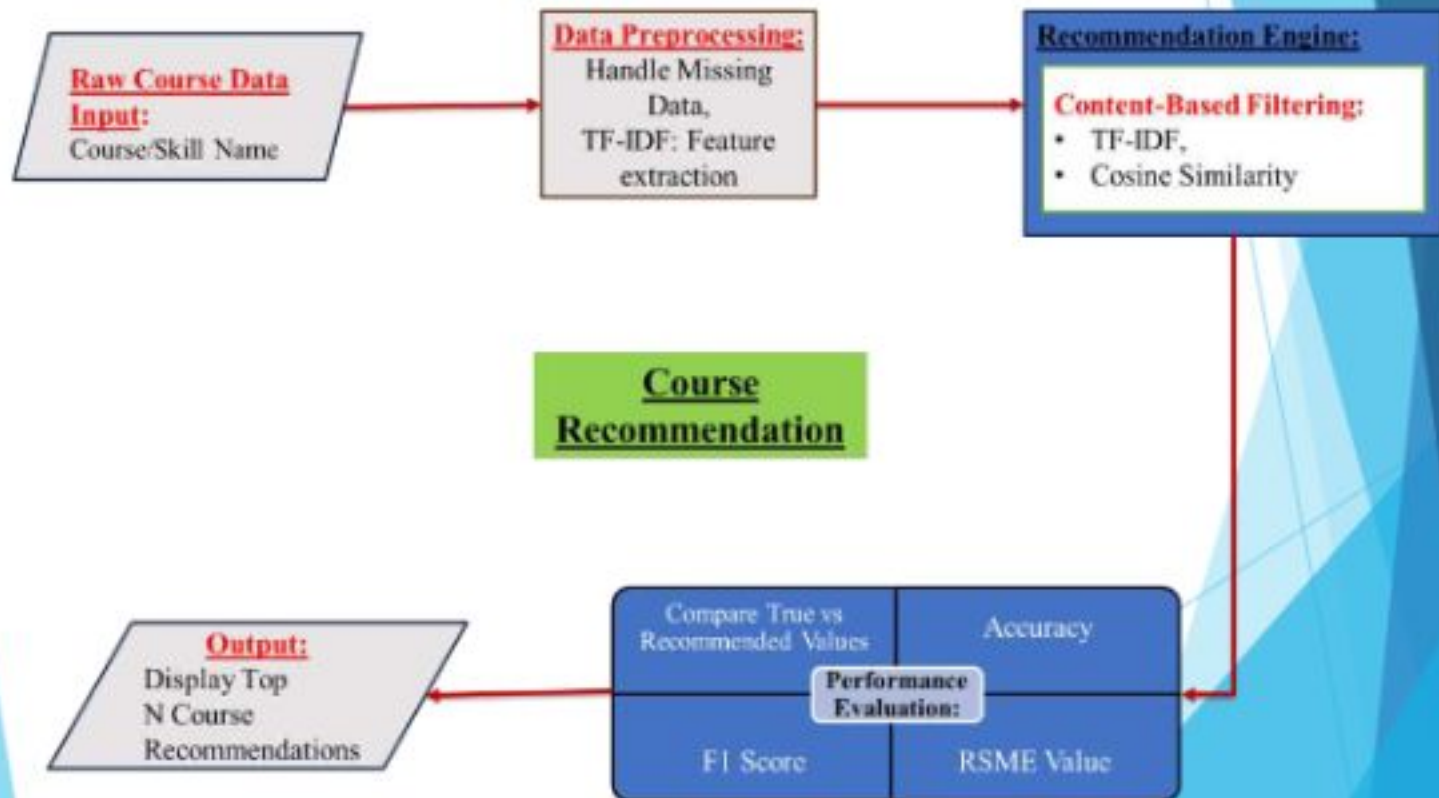 Raw Course Data
Input:
Course/Skill Name
Data Preprocessing:
Handle Missing
Data,
TF-IDF: Feature
extraction
Recommendation Engine:
Content-Based Filtering:
• TF-IDF,
• Cosine Similarity
Course
Recommendation
Compare True vs
Recommended Values
Accuracy
Performance
Evaluation:
F1 Score
RSME Value
Output:
Display Top
N Course
Recommendations